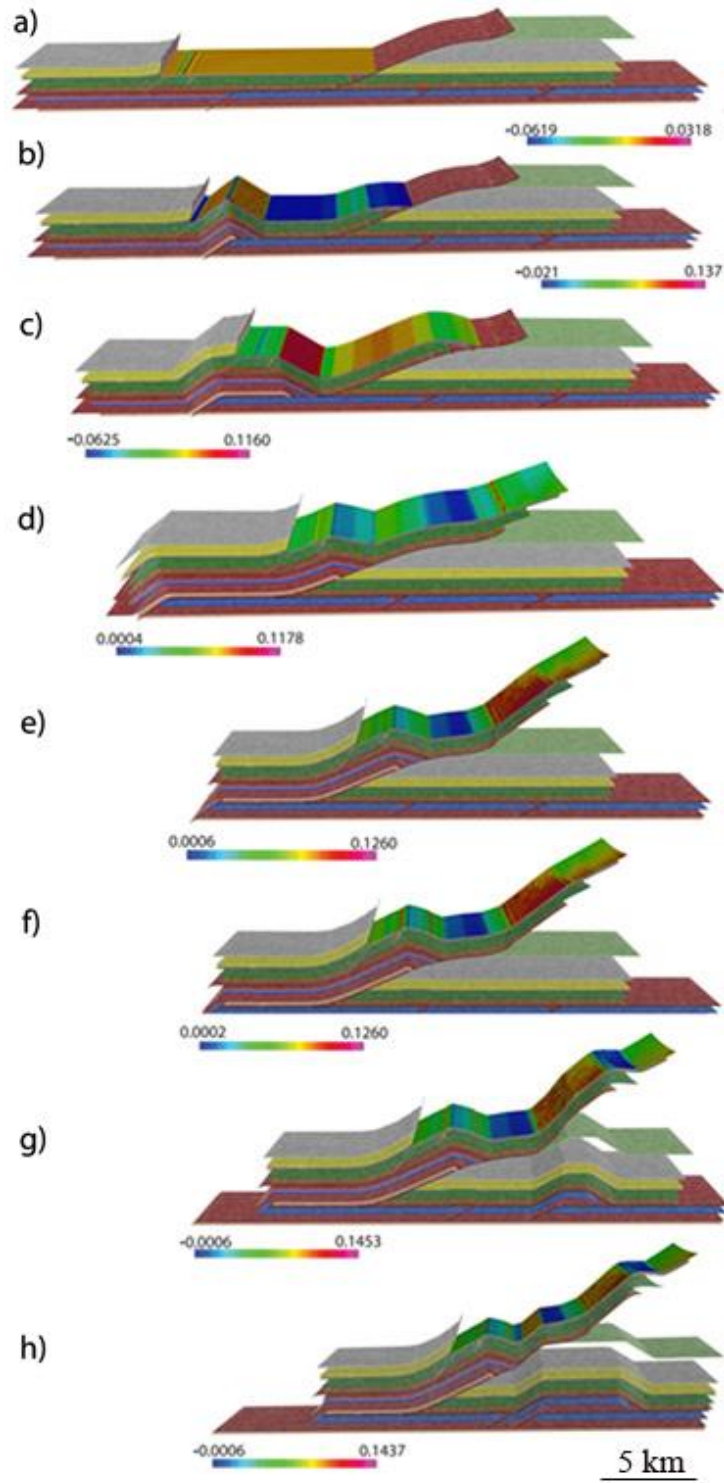 a)
-0.0619 0.0318
b)
-0.021 0.137
c)
-0.0625 0.1160
d)
0.0004 0.1178
e)
0.0006 0.1260
f)
0.0002 0.1260
g)
-0.0006 0.1453
h)
-0.0006 0.1437
5 km